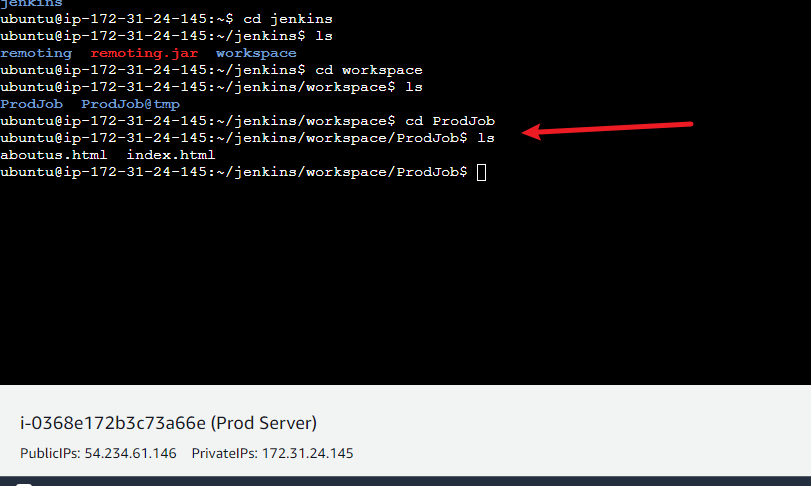 jenkins
ubuntu@ip-172-31-24-145:~$ cd jenkins
ubuntu@ip-172-31-24-145:~/jenkins$ ls
remoting  remoting.jar  workspace
ubuntu@ip-172-31-24-145:~/jenkins$ cd workspace
ubuntu@ip-172-31-24-145:~/jenkins/workspace$ ls
ProdJob  ProdJob@tmp
ubuntu@ip-172-31-24-145:~/jenkins/workspace$ cd ProdJob
ubuntu@ip-172-31-24-145:~/jenkins/workspace/ProdJob$ ls
aboutus.html  index.html
ubuntu@ip-172-31-24-145:~/jenkins/workspace/ProdJob$
i-0368e172b3c73a66e (Prod Server)
PublicIPs: 54.234.61.146 PrivateIPs: 172.31.24.145